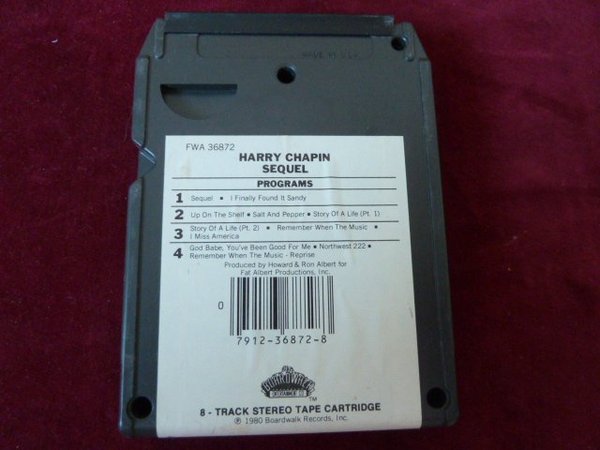 MADE IN U.S.A.
FWA 36872
HARRY CHAPIN
SEQUEL
PROGRAMS
1 Sequel • I Finally Found It Sandy
2 Up On The Shelf • Salt And Pepper • Story Of A Life (Pt. 1)
3 Story Of A Life (Pt. 2) • Remember When The Music •
I Miss America
4 God Babe, You've Been Good For Me • Northwest 222 •
Remember When The Music - Reprise
Produced by Howard & Ron Albert for
Fat Albert Productions, Inc.
0
7912-36872-8
BOARDWALK
TM
8 - TRACK STEREO TAPE CARTRIDGE
℗ 1980 Boardwalk Records, Inc.